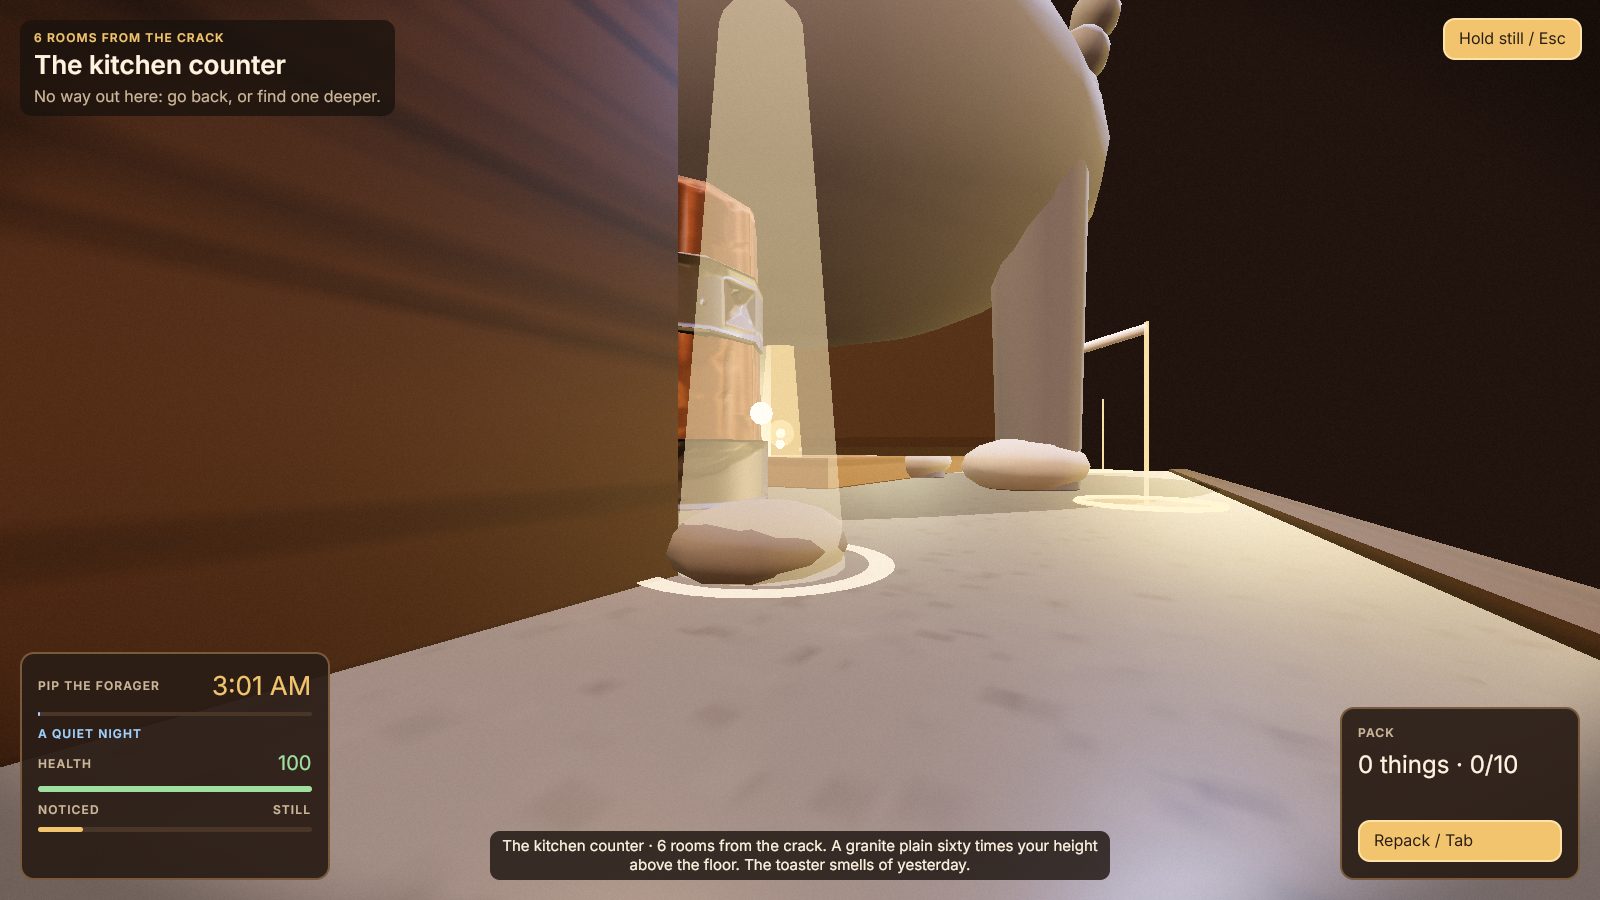 6 ROOMS FROM THE CRACK
The kitchen counter
No way out here: go back, or find one deeper.
Hold still / Esc
PIP THE FORAGER 3:01 AM
A QUIET NIGHT
HEALTH 100
NOTICED STILL
PACK
0 things · 0/10
Repack / Tab
The kitchen counter · 6 rooms from the crack. A granite plain sixty times your height
above the floor. The toaster smells of yesterday.